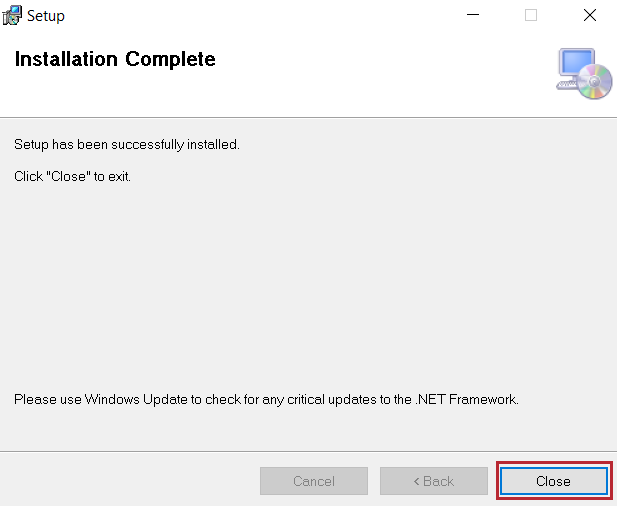 Setup
Installation Complete
Setup has been successfully installed.
Click "Close" to exit.
Please use Windows Update to check for any critical updates to the .NET Framework.
Cancel
< Back
Close